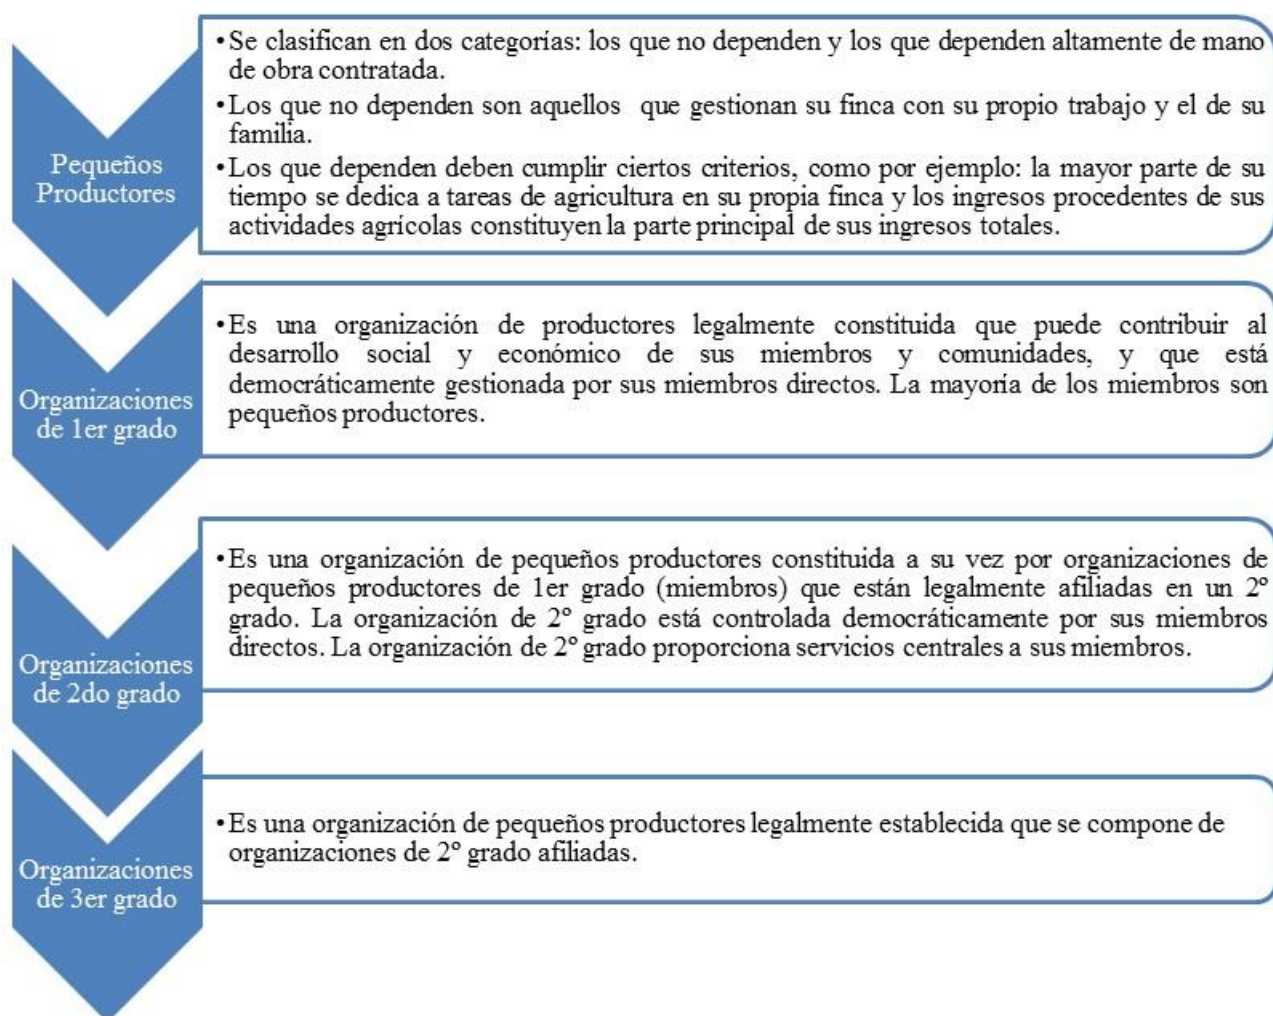 Pequeños
Productores
•Se clasifican en dos categorías: los que no dependen y los que dependen altamente de mano
de obra contratada.
•Los que no dependen son aquellos que gestionan su finca con su propio trabajo y el de su
familia.
•Los que dependen deben cumplir ciertos criterios, como por ejemplo: la mayor parte de su
tiempo se dedica a tareas de agricultura en su propia finca y los ingresos procedentes de sus
actividades agrícolas constituyen la parte principal de sus ingresos totales.
Organizaciones
de 1er grado
•Es una organización de productores legalmente constituida que puede contribuir al
desarrollo social y económico de sus miembros y comunidades, y que está
democráticamente gestionada por sus miembros directos. La mayoría de los miembros son
pequeños productores.
Organizaciones
de 2do grado
•Es una organización de pequeños productores constituida a su vez por organizaciones de
pequeños productores de 1er grado (miembros) que están legalmente afiliadas en un 2º
grado. La organización de 2º grado está controlada democráticamente por sus miembros
directos. La organización de 2º grado proporciona servicios centrales a sus miembros.
Organizaciones
de 3er grado
•Es una organización de pequeños productores legalmente establecida que se compone de
organizaciones de 2º grado afiliadas.